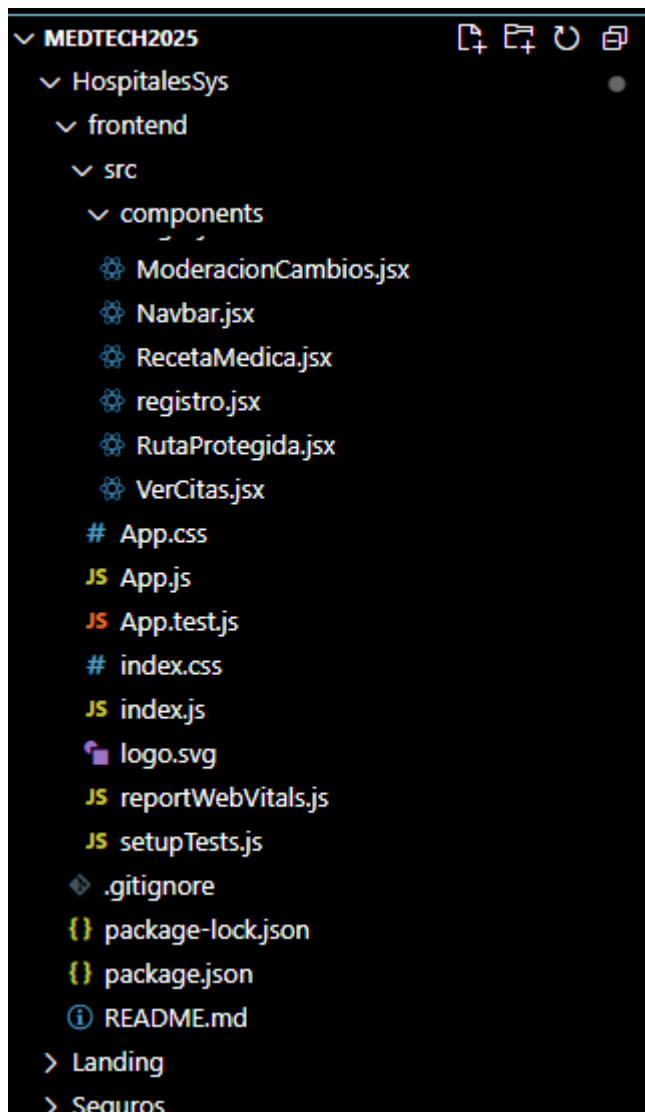 MEDTECH2025
HospitalesSys
frontend
src
components
ModeracionCambios.jsx
Navbar.jsx
RecetaMedica.jsx
registro.jsx
RutaProtegida.jsx
VerCitas.jsx
# App.css
JS App.js
JS App.test.js
# index.css
JS index.js
logo.svg
JS reportWebVitals.js
JS setupTests.js
.gitignore
{} package-lock.json
{} package.json
README.md
Landing
Seguros